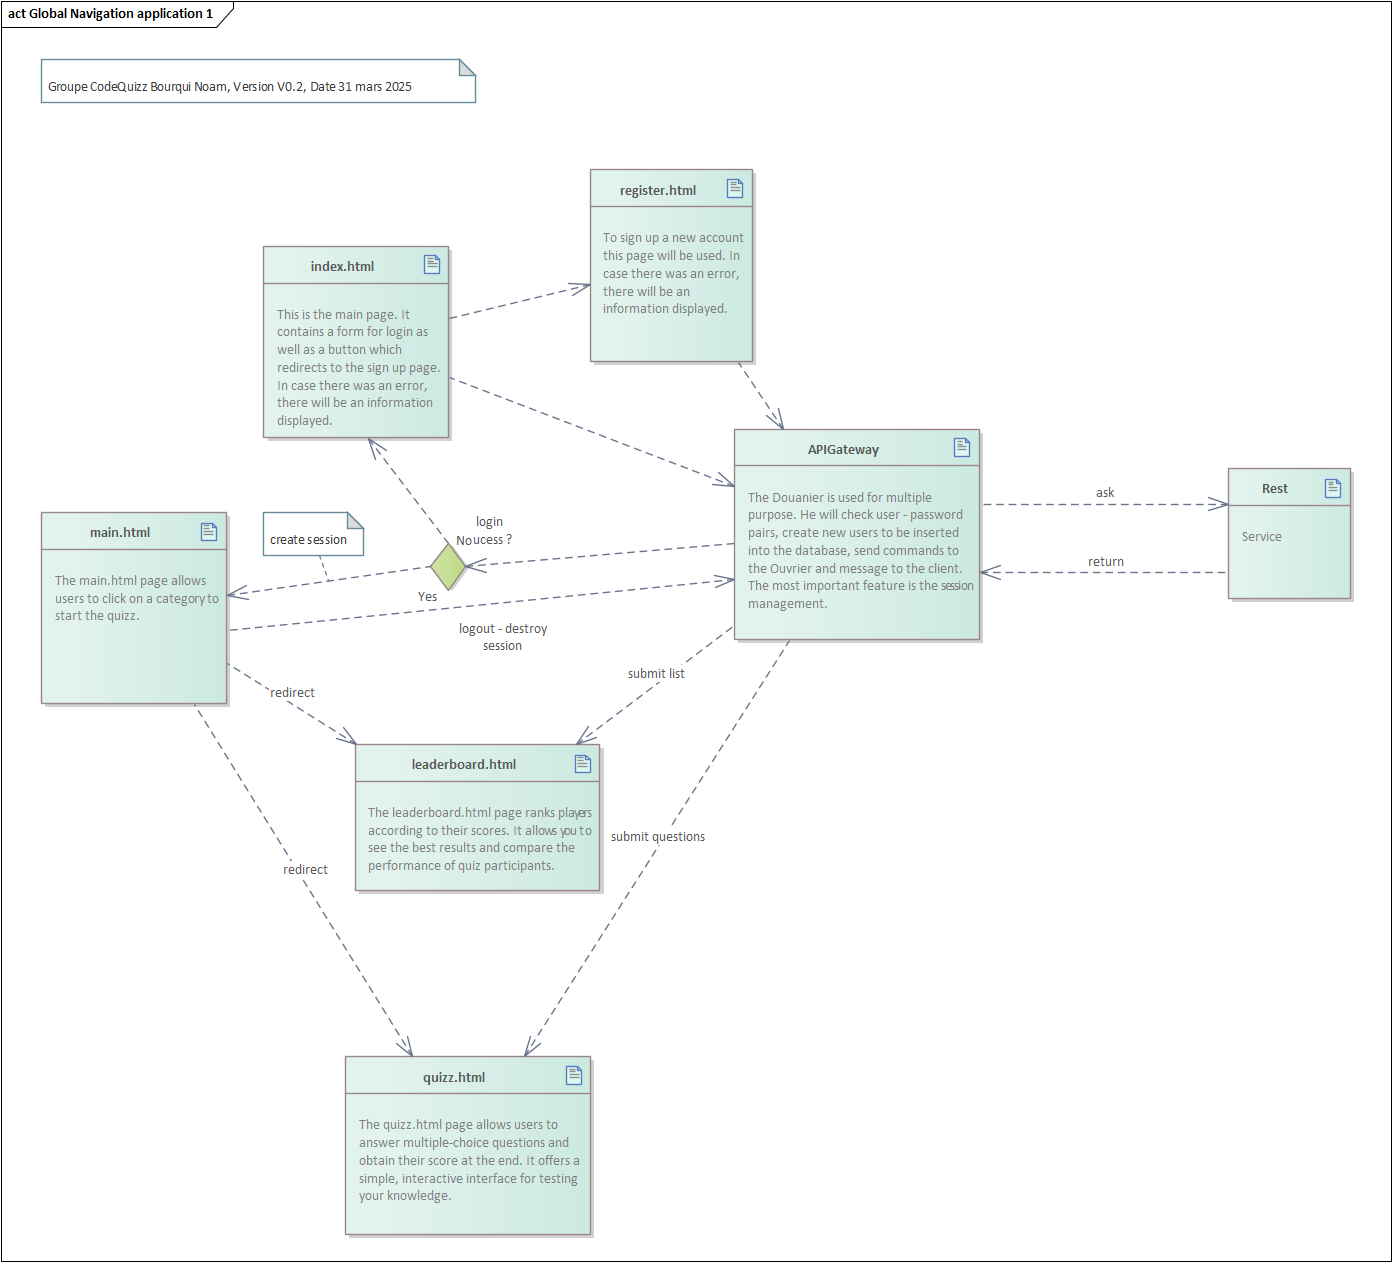 act Global Navigation application 1
Groupe CodeQuizz Bourqui Noam, Version V0.2, Date 31 mars 2025
register.html
To sign up a new account
this page will be used. In
case there was an error,
there will be an
information displayed.
index.html
This is the main page. It
contains a form for login as
well as a button which
redirects to the sign up page.
In case there was an error,
there will be an information
displayed.
APIGateway
The Douanier is used for multiple
purpose. He will check user - password
pairs, create new users to be inserted
into the database, send commands to
the Ouvrier and message to the client.
The most important feature is the session
management.
ask
Rest
Service
return
main.html
The main.html page allows
users to click on a category to
start the quizz.
create session
login
No
ucess ?
Yes
logout - destroy
session
submit list
redirect
leaderboard.html
The leaderboard.html page ranks players
according to their scores. It allows you to
see the best results and compare the
performance of quiz participants.
submit questions
redirect
quizz.html
The quizz.html page allows users to
answer multiple-choice questions and
obtain their score at the end. It offers a
simple, interactive interface for testing
your knowledge.